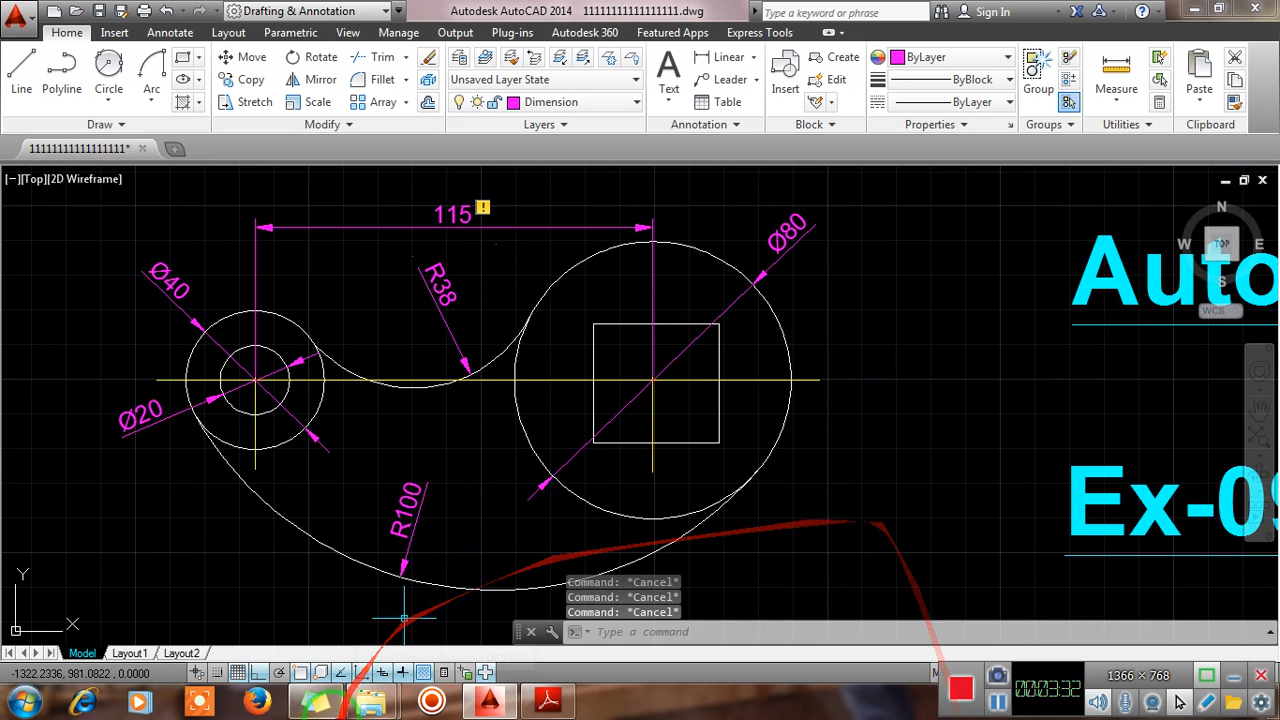 Drafting & Annotation
Autodesk AutoCAD 2014 11111111111111111.dwg
Type a keyword or phrase
Sign In
Home Insert Annotate Layout Parametric View Manage Output Plug-ins Autodesk 360 Featured Apps Express Tools
Line Polyline Circle Arc
Move Rotate Trim
Copy Mirror Fillet
Stretch Scale Array
Unsaved Layer State
Dimension
Text
Linear
Leader
Table
Insert
Create
Edit
ByLayer
ByBlock
ByLayer
Group
Measure
Paste
Draw Modify Layers Annotation Block Properties Groups Utilities Clipboard
11111111111111111*
[−][Top][2D Wireframe]
115
Ø80
Ø40
R38
Ø20
R100
N
W TOP E
S
WCS
Auto
Ex-09
Y
X
Command: *Cancel*
Command: *Cancel*
Command: *Cancel*
Type a command
Model Layout1 Layout2
-1322.2336, 981.0822, 0.0000
00:03:32
1366 × 768